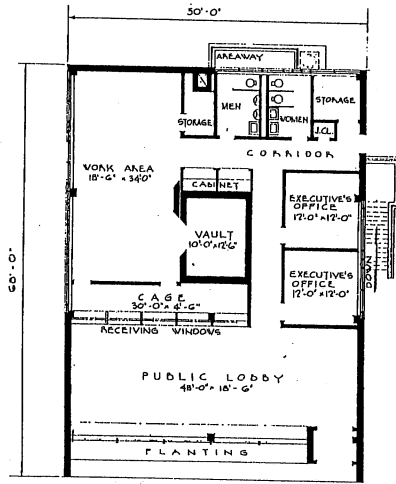 50'-0"
AREAWAY
MEN
WOMEN
STORAGE
STORAGE
J.CL.
CORRIDOR
WORK AREA
18'-6" x 34'0"
CABINET
EXECUTIVE'S
OFFICE
12'-0" x 12'-0"
VAULT
10'-0" x 12'-6"
68'-0"
EXECUTIVE'S
OFFICE
12'-0" x 12'-0"
CAGE
30'-0" x 4'-6"
RECEIVING WINDOWS
PUBLIC LOBBY
48'-0" x 18'-6"
PLANTING